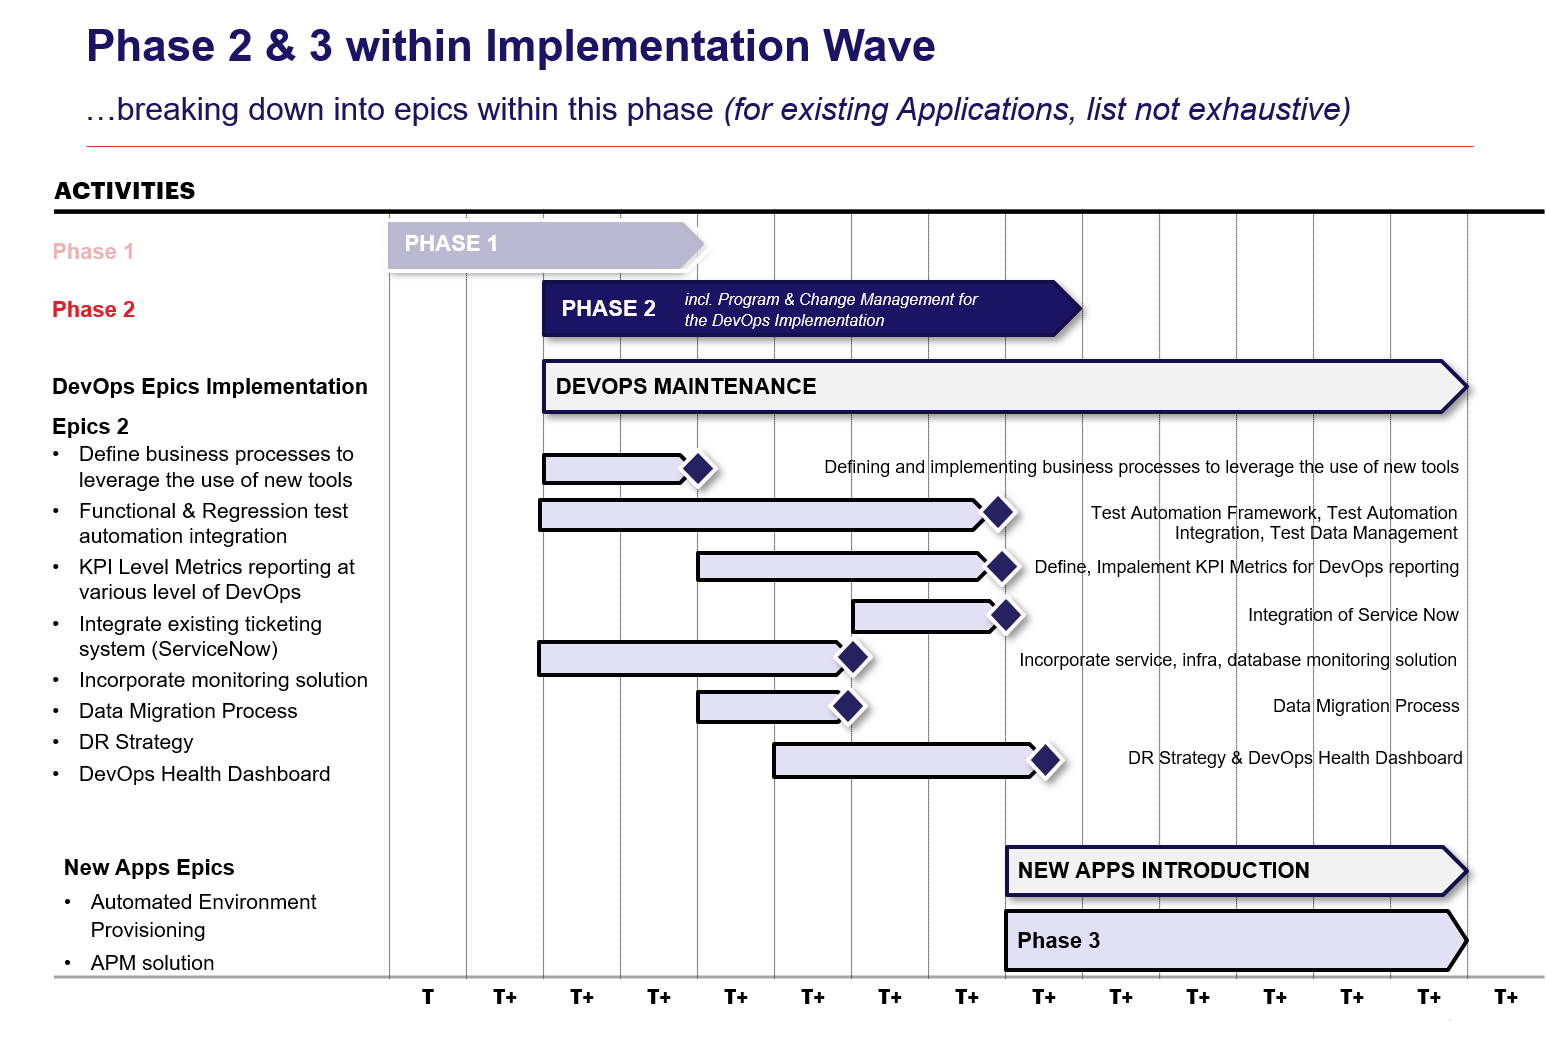 Phase 2 & 3 within Implementation Wave
…breaking down into epics within this phase (for existing Applications, list not exhaustive)
ACTIVITIES
Phase 1
PHASE 1
Phase 2
PHASE 2
incl. Program & Change Management for
the DevOps Implementation
DevOps Epics Implementation
DEVOPS MAINTENANCE
Epics 2
• Define business processes to
leverage the use of new tools
• Functional & Regression test
automation integration
• KPI Level Metrics reporting at
various level of DevOps
• Integrate existing ticketing
system (ServiceNow)
• Incorporate monitoring solution
• Data Migration Process
• DR Strategy
• DevOps Health Dashboard
Defining and implementing business processes to leverage the use of new tools
Test Automation Framework, Test Automation
Integration, Test Data Management
Define, Impalement KPI Metrics for DevOps reporting
Integration of Service Now
Incorporate service, infra, database monitoring solution
Data Migration Process
DR Strategy & DevOps Health Dashboard
New Apps Epics
• Automated Environment
Provisioning
• APM solution
NEW APPS INTRODUCTION
Phase 3
T T+ T+ T+ T+ T+ T+ T+ T+ T+ T+ T+ T+ T+ T+